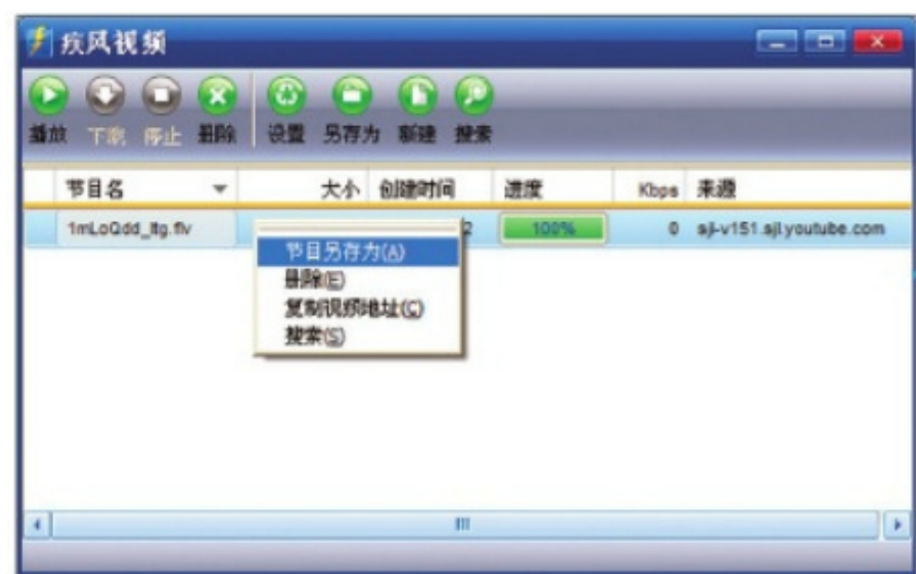 疾风视频
播放 下载 停止 删除 设置 另存为 新建 搜索
节目名 大小 创建时间 进度 Kbps 来源
1mLoQdd_ltg.flv 2 100% 0 sjl-v151.sjl.youtube.com
节目另存为(A)
删除(E)
复制视频地址(C)
搜索(S)